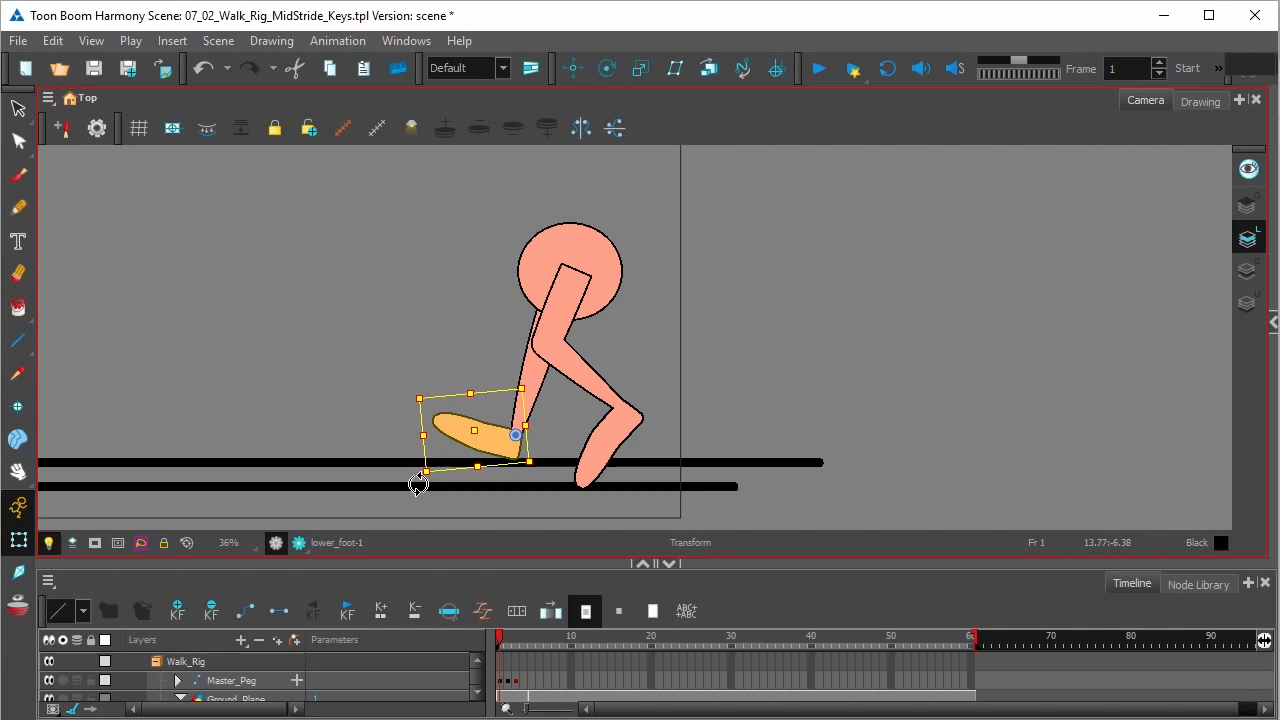 Toon Boom Harmony Scene: 07_02_Walk_Rig_MidStride_Keys.tpl Version: scene *
File Edit View Play Insert Scene Drawing Animation Windows Help
Default Frame 1 Start »
Top Camera Drawing
36% lower_foot-1 Transform Fr 1 13.77:-6.38 Black
Timeline Node Library
KF KF KF KF K+ K- ABC+ +ABC
Layers Parameters 10 20 30 40 50 60 70 80 90
Walk_Rig
Master_Peg
Ground_Plane 1